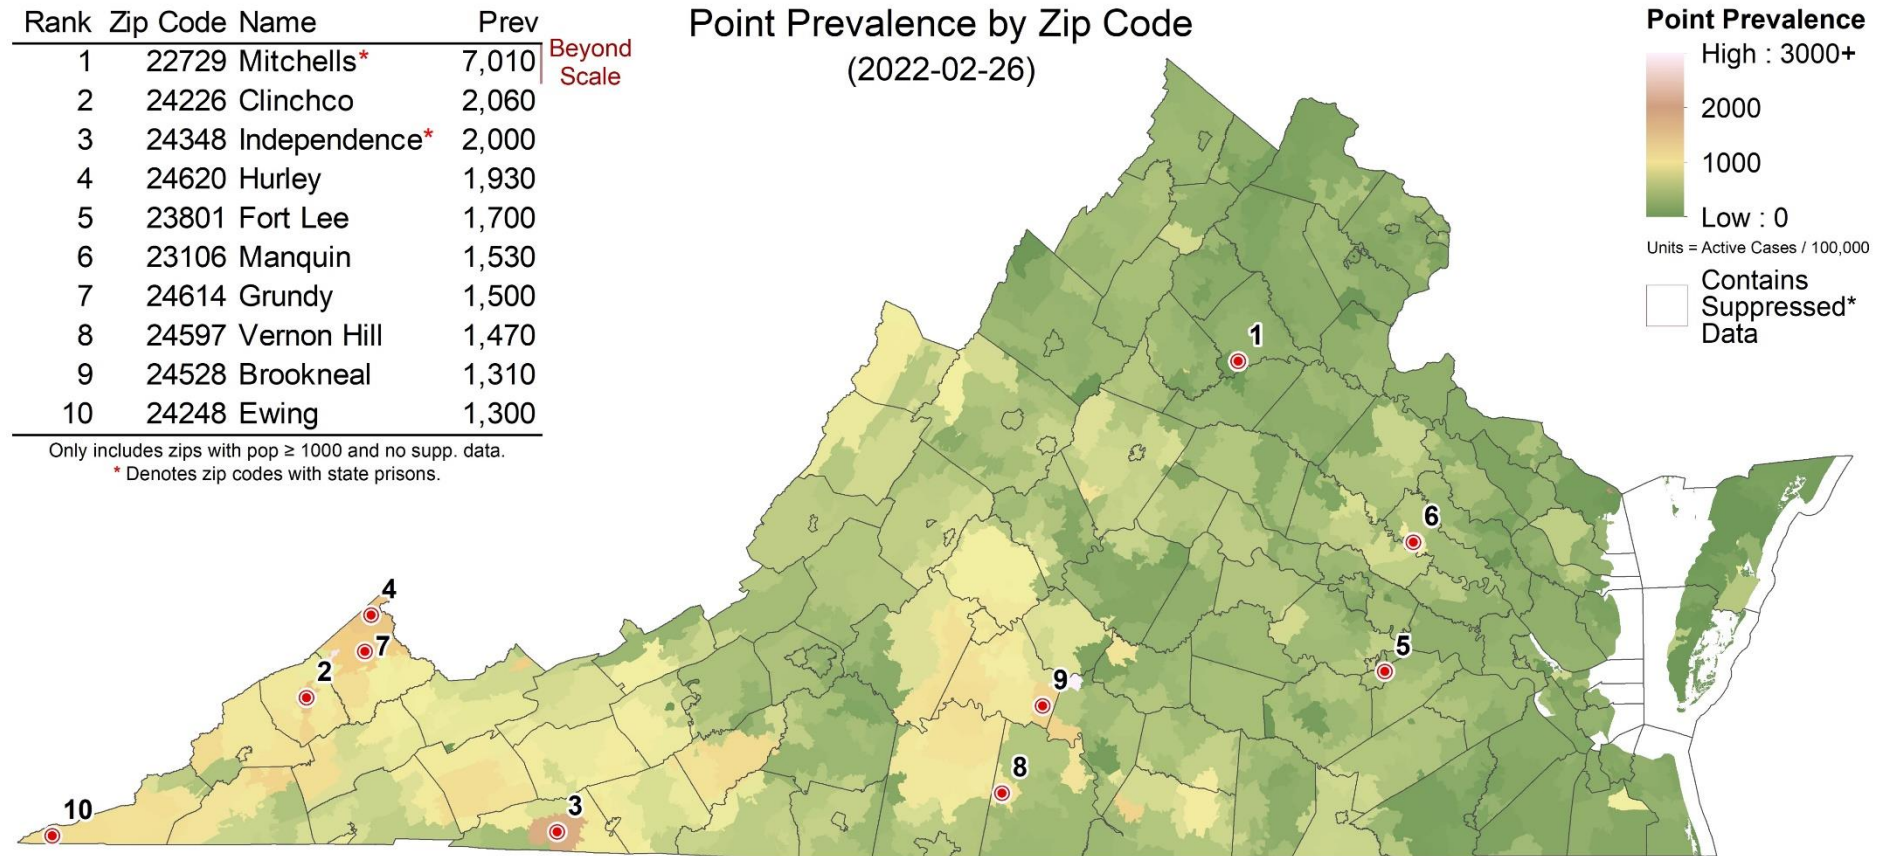 Point Prevalence by Zip Code
(2022-02-26)
Rank Zip Code Name Prev
1 22729 Mitchells* 7,010
2 24226 Clinchco 2,060
3 24348 Independence* 2,000
4 24620 Hurley 1,930
5 23801 Fort Lee 1,700
6 23106 Manquin 1,530
7 24614 Grundy 1,500
8 24597 Vernon Hill 1,470
9 24528 Brookneal 1,310
10 24248 Ewing 1,300
Beyond
Scale
Only includes zips with pop ≥ 1000 and no supp. data.
* Denotes zip codes with state prisons.
Point Prevalence
High : 3000+
2000
1000
Low : 0
Units = Active Cases / 100,000
Contains
Suppressed*
Data
1
6
4
7
2
5
9
8
3
10